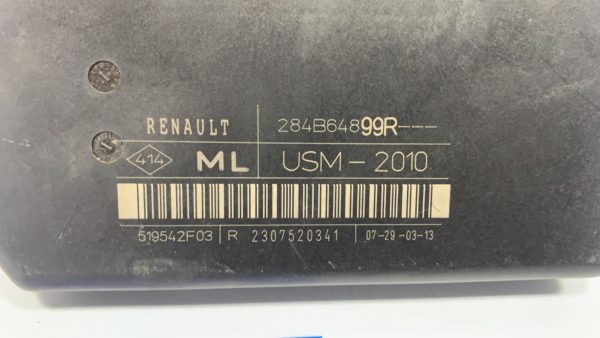 RENAULT 284B64899R---
414 ML USM-2010
519542F03 R 2307520341 07-29-03-13